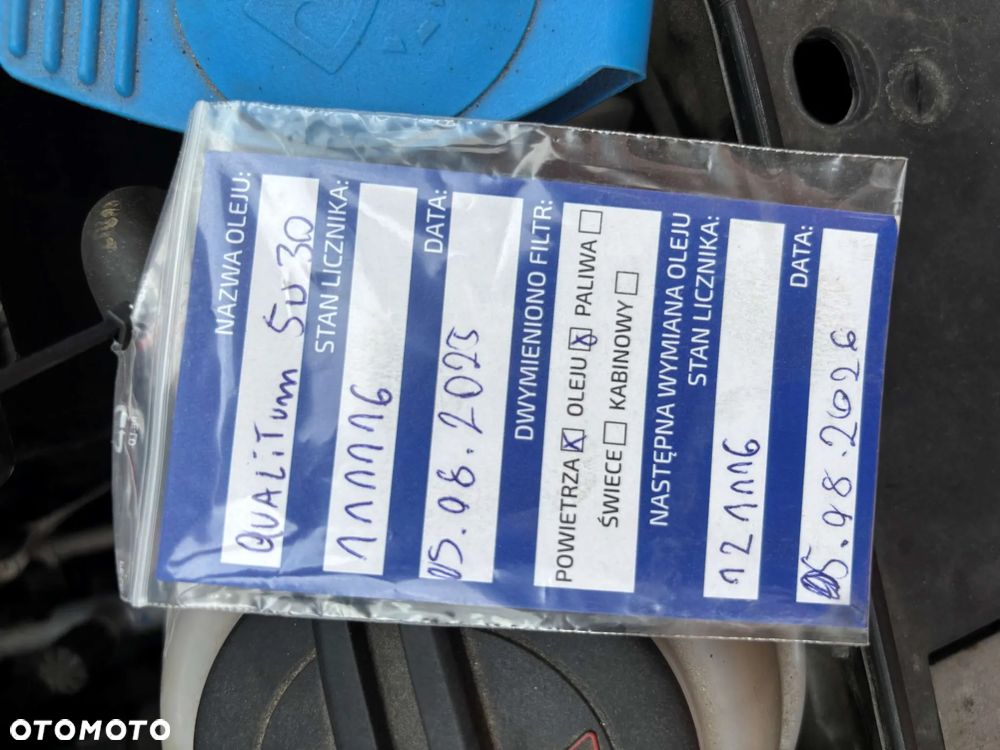 NAZWA OLEJU:
QUALITUM 5W30
STAN LICZNIKA:
111116
DATA:
05.08.2025
DWYMIENIONO FILTR:
POWIETRZA ☒ OLEJU ☒ PALIWA ☐
ŚWIECE ☐ KABINOWY ☐
NASTĘPNA WYMIANA OLEJU
STAN LICZNIKA:
121116
DATA:
05.08.2026
OTOMOTO